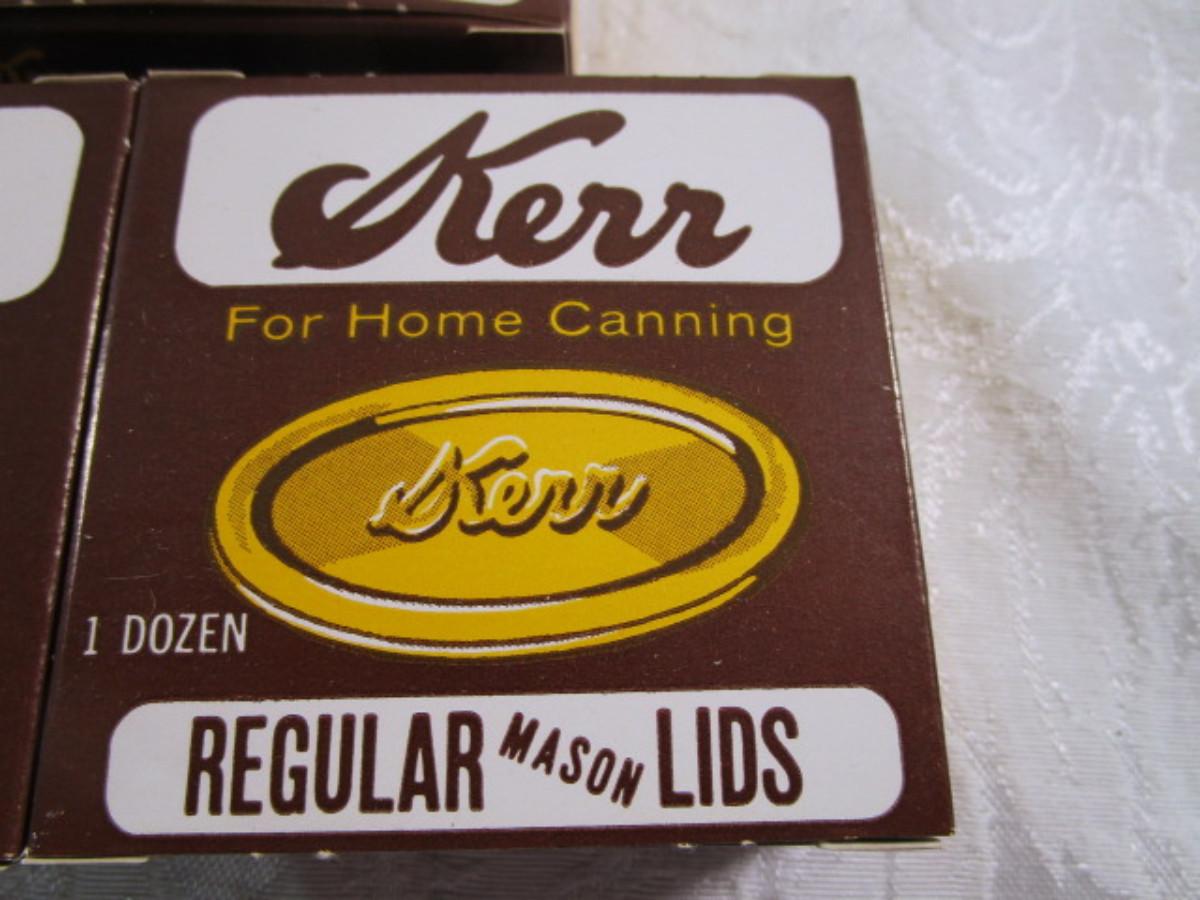 Kerr
For Home Canning
Kerr
1 DOZEN
REGULAR MASON LIDS